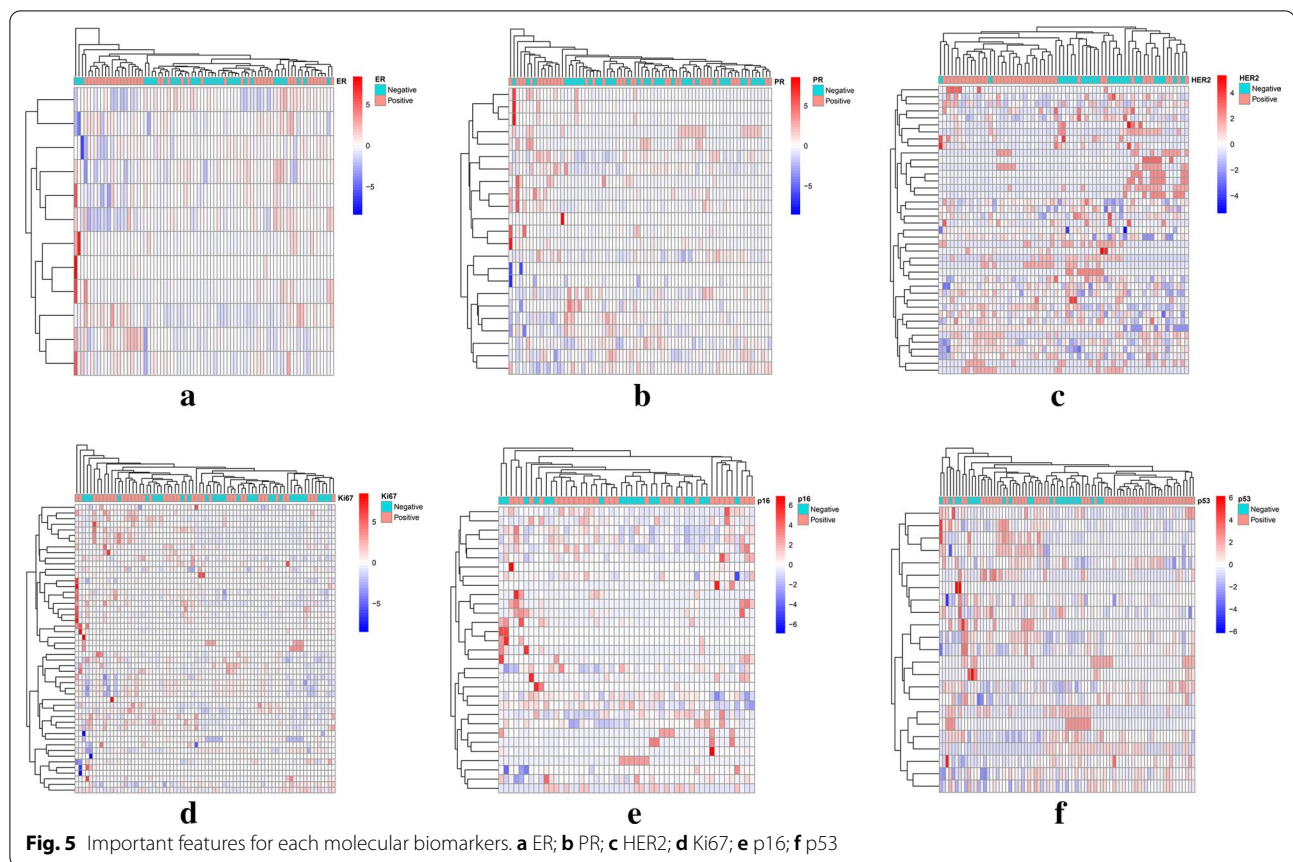 ER
ER
Negative
Positive
5
0
−5
a
PR
PR
Negative
Positive
5
0
−5
b
HER2
HER2
Negative
Positive
4
2
0
−2
−4
c
Ki67
Ki67
Negative
Positive
5
0
−5
d
p16
p16
Negative
Positive
6
4
2
0
−2
−4
−6
e
p53
p53
Negative
Positive
6
4
2
0
−2
−4
−6
f
Fig. 5 Important features for each molecular biomarkers. a ER; b PR; c HER2; d Ki67; e p16; f p53